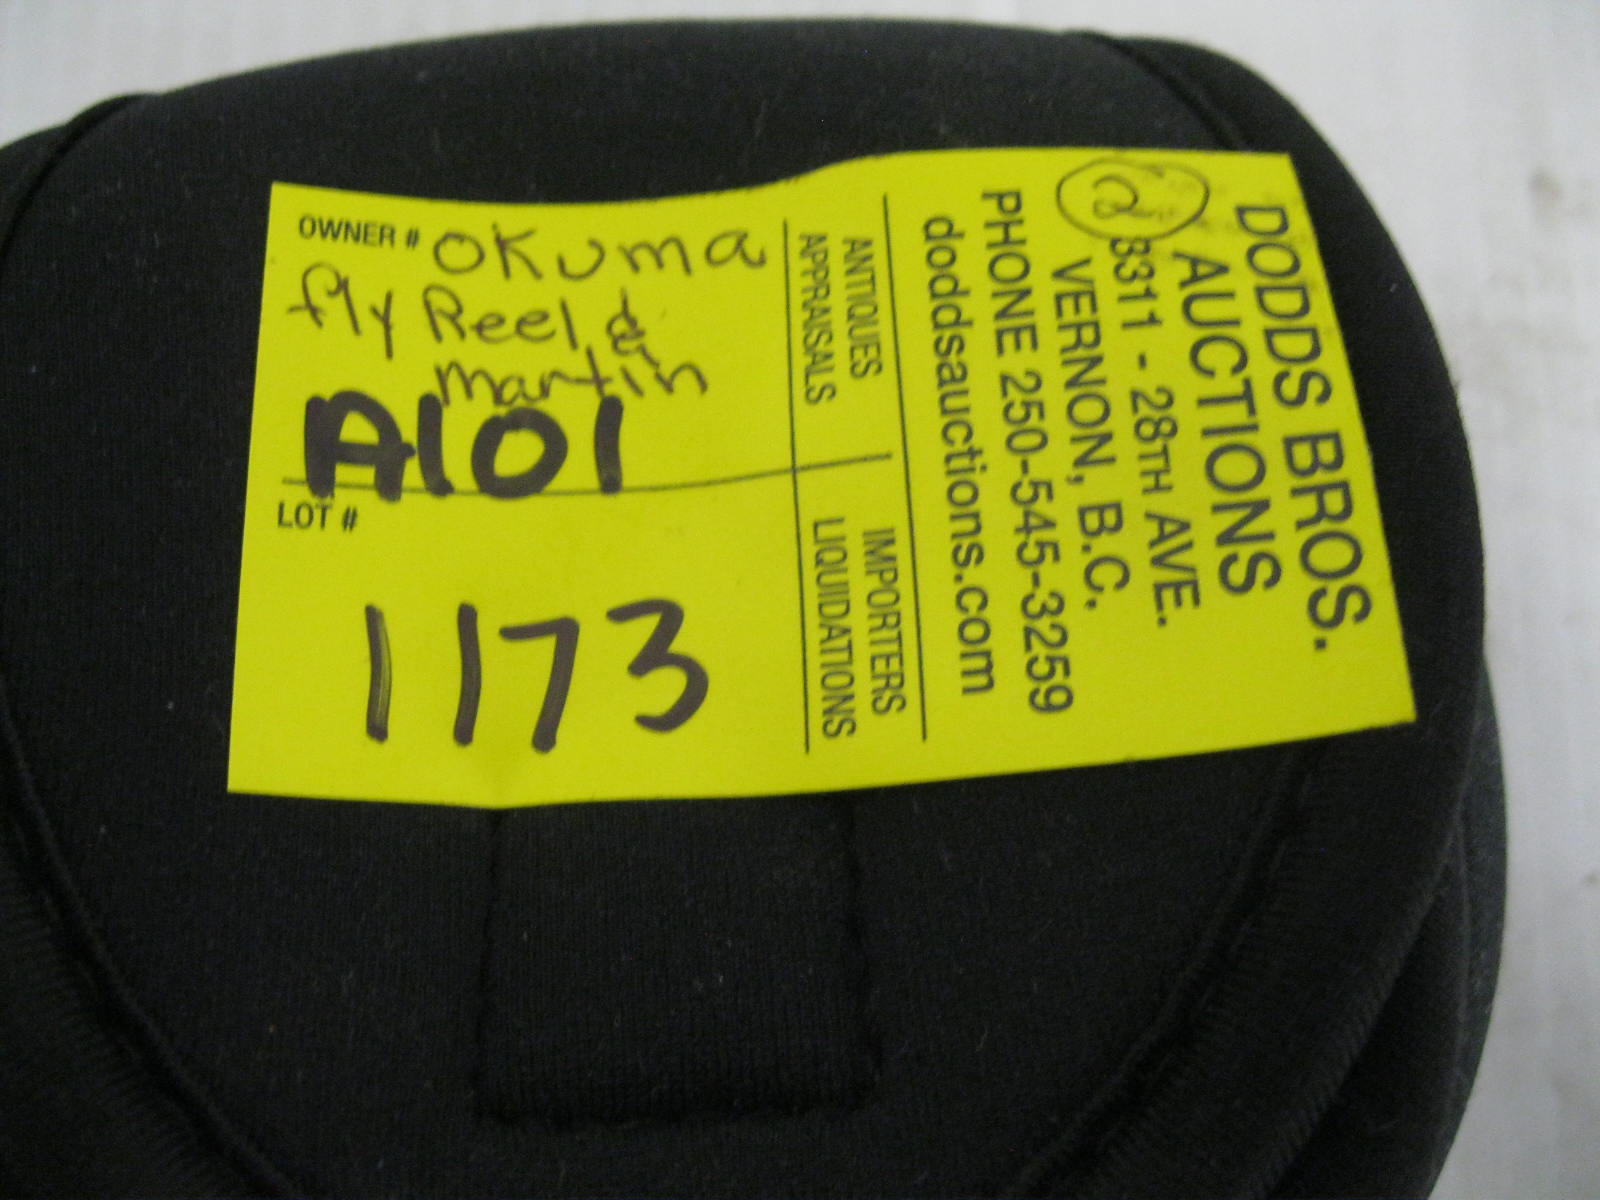 OWNER # OKUMA
fly Reel &
martin
A101
LOT #
1173
ANTIQUES
APPRAISALS
IMPORTERS
LIQUIDATIONS
2
DODDS BROS.
AUCTIONS
3311 - 28TH AVE.
VERNON, B.C.
PHONE 250-545-3259
doddsauctions.com